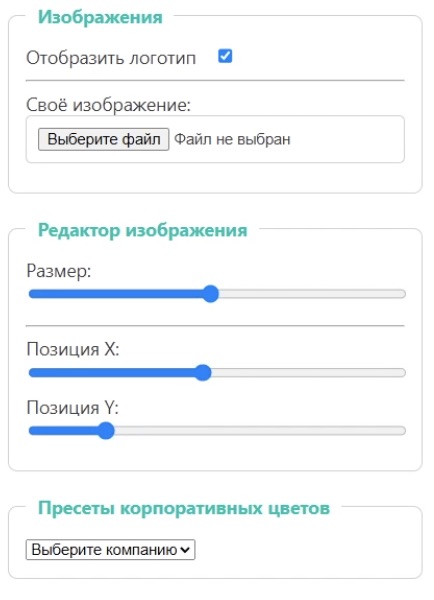 Изображения
Отобразить логотип
Своё изображение:
Выберите файл Файл не выбран
Редактор изображения
Размер:
Позиция X:
Позиция Y:
Пресеты корпоративных цветов
Выберите компанию